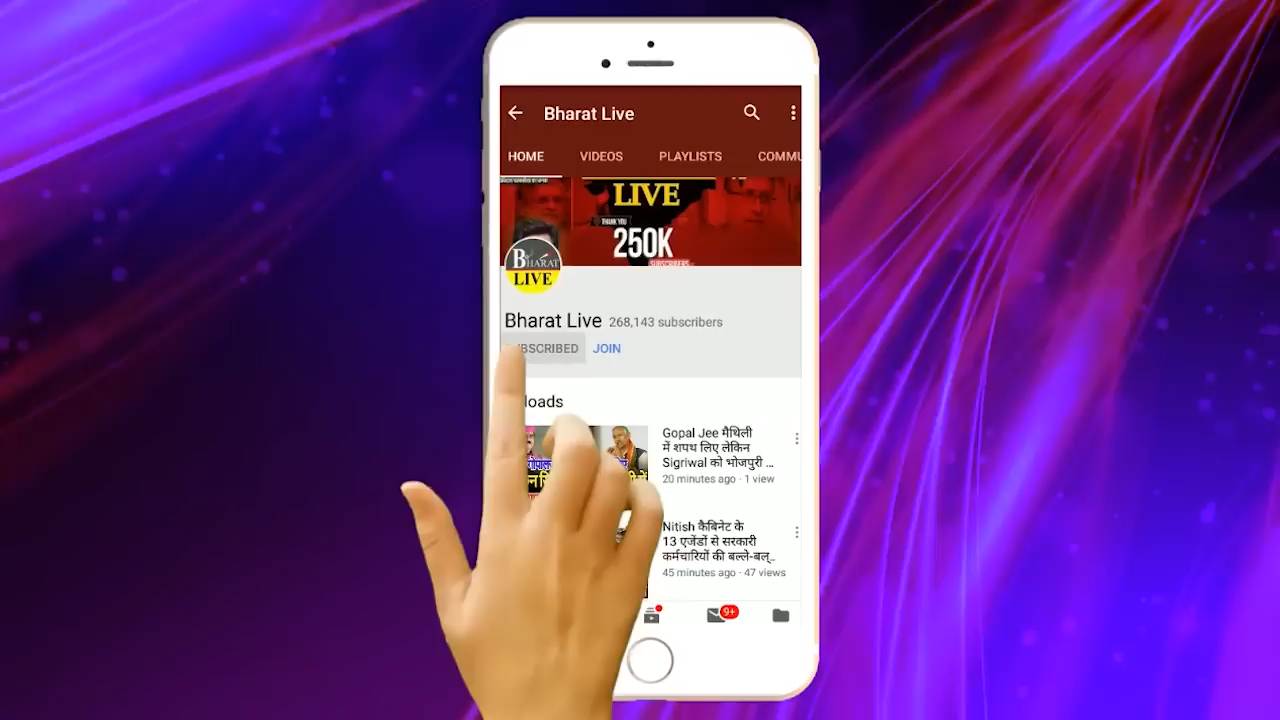 Bharat Live
HOME VIDEOS PLAYLISTS COMMU
LIVE
THANK YOU
250K
SUBSCRIBERS
BHARAT
LIVE
Bharat Live 268,143 subscribers
BSCRIBED JOIN
loads
Gopal Jee मैथिली
में शपथ लिए लेकिन
Sigriwal को भोजपुरी ...
20 minutes ago · 1 view
Nitish कैबिनेट के
13 एजेंडों से सरकारी
कर्मचारियों की बल्ले-बल्..
45 minutes ago · 47 views
9+